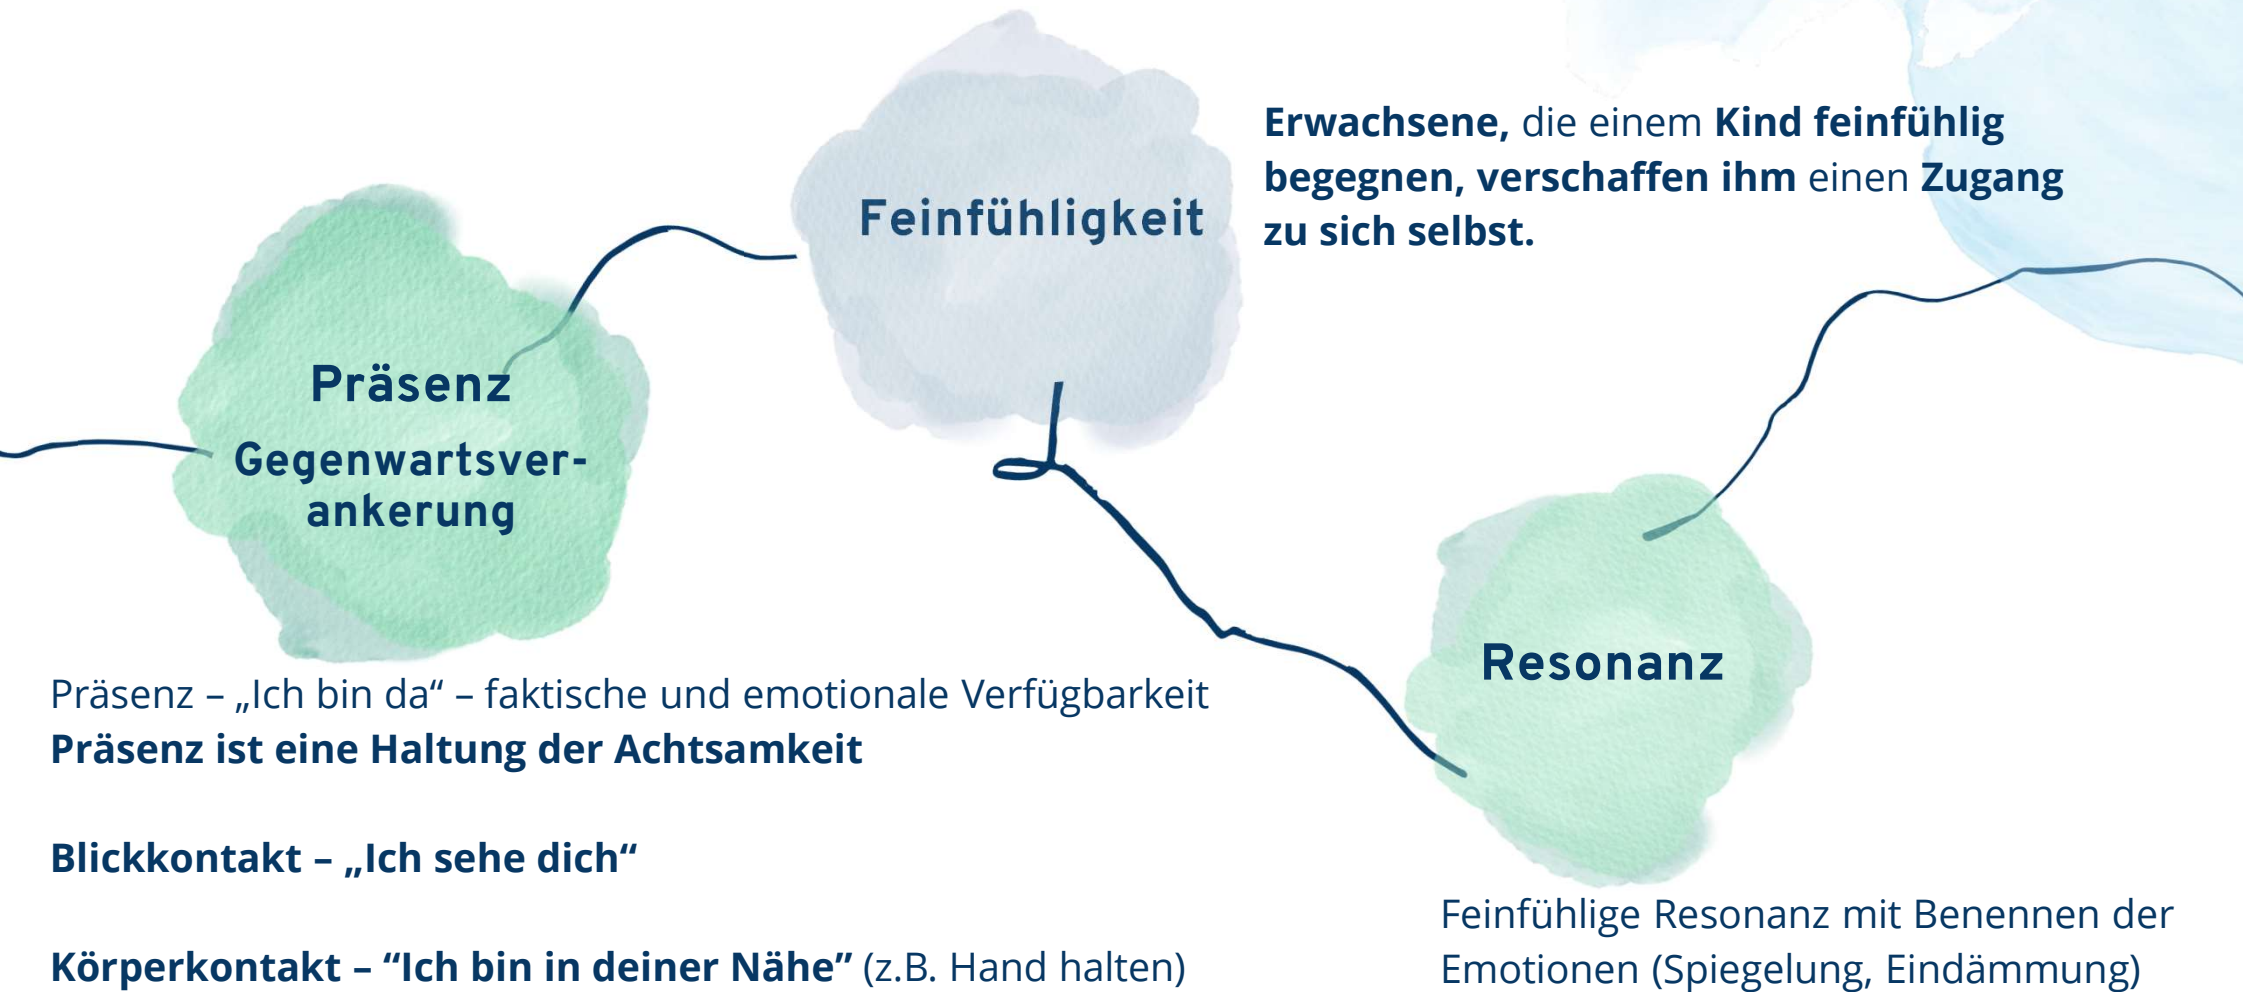 Feinfühligkeit
Erwachsene, die einem Kind feinfühlig
begegnen, verschaffen ihm einen Zugang
zu sich selbst.
Präsenz
Gegenwartsver-
ankerung
Präsenz – „Ich bin da“ – faktische und emotionale Verfügbarkeit
Präsenz ist eine Haltung der Achtsamkeit
Blickkontakt – „Ich sehe dich“
Körperkontakt – “Ich bin in deiner Nähe” (z.B. Hand halten)
Resonanz
Feinfühlige Resonanz mit Benennen der
Emotionen (Spiegelung, Eindämmung)